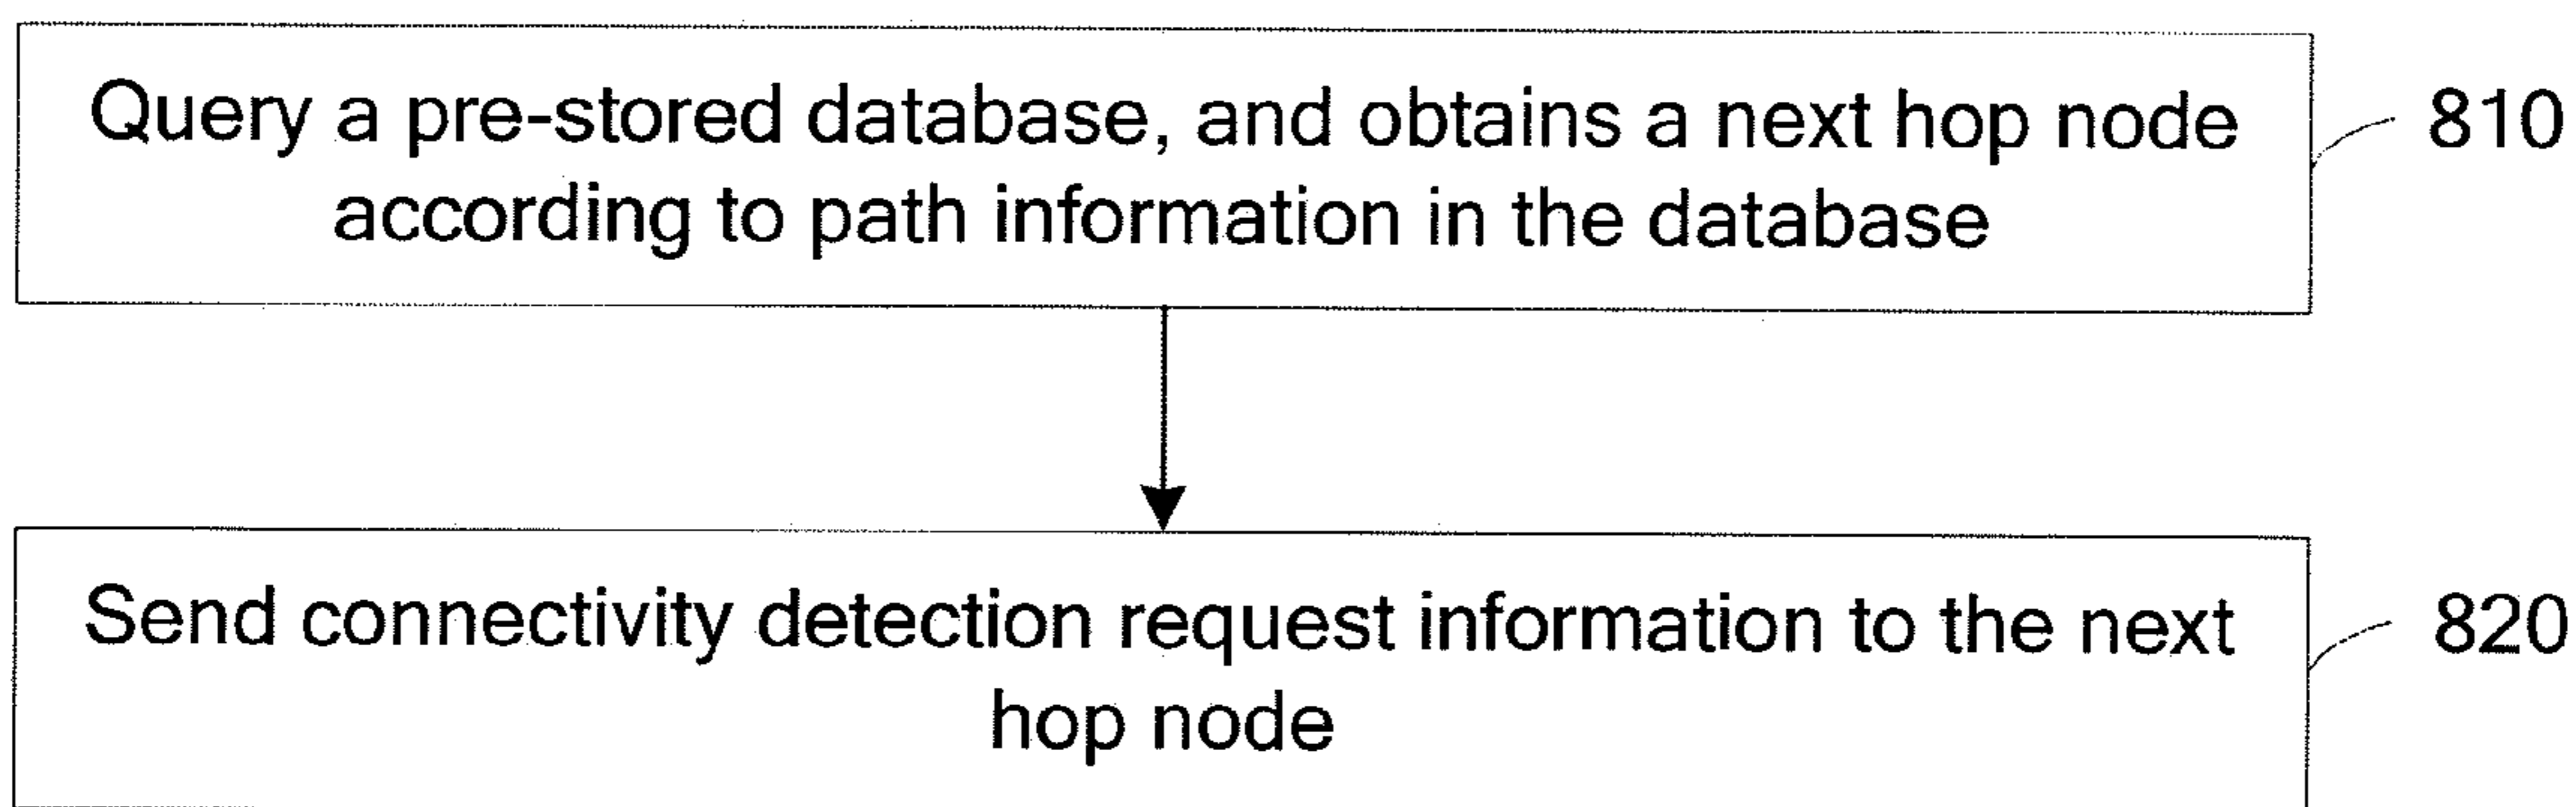 Query a pre-stored database, and obtains a next hop node
according to path information in the database
810
Send connectivity detection request information to the next
hop node
820